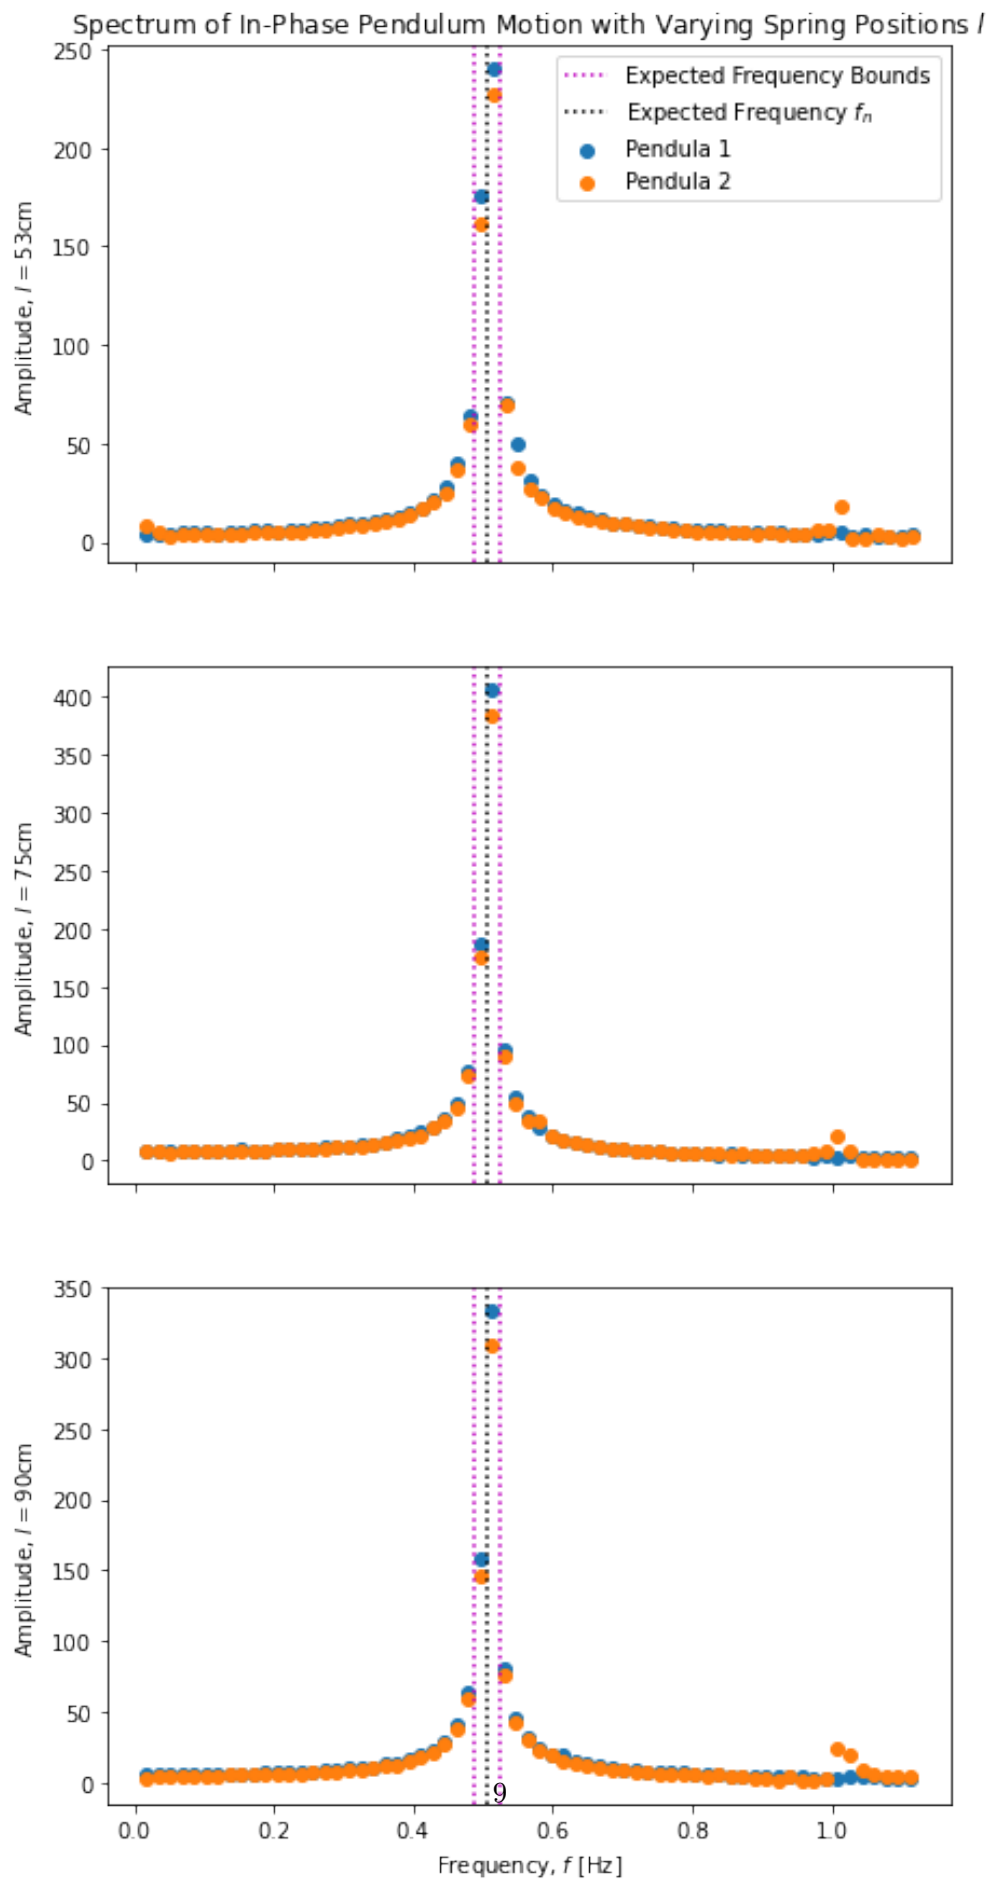 Spectrum of In-Phase Pendulum Motion with Varying Spring Positions l
250
200
150
100
50
0
Amplitude, l = 53cm
Expected Frequency Bounds
Expected Frequency fn
Pendula 1
Pendula 2
400
350
300
250
200
150
100
50
0
Amplitude, l = 75cm
350
300
250
200
150
100
50
0
Amplitude, l = 90cm
9
0.0 0.2 0.4 0.6 0.8 1.0
Frequency, f [Hz]